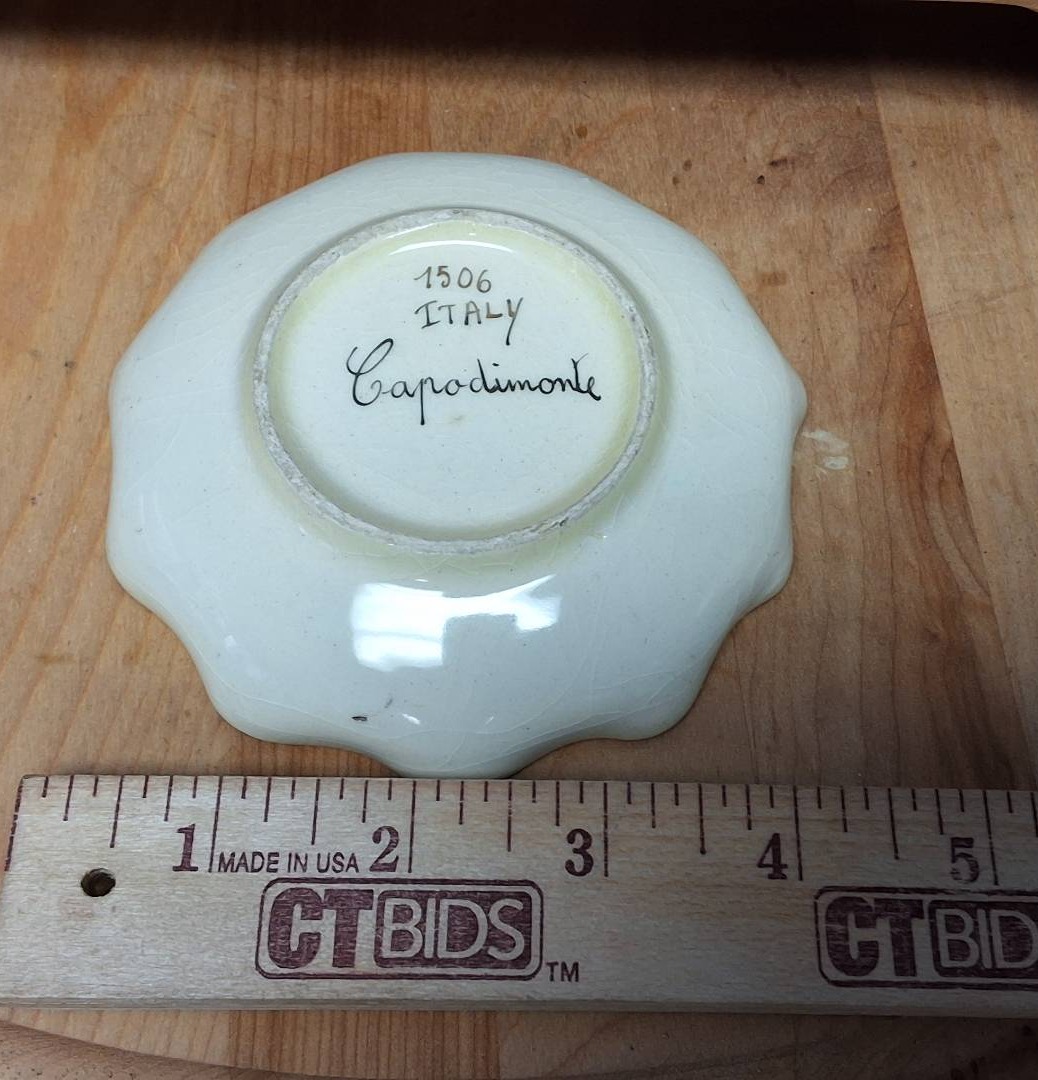 1506
ITALY
Capodimonte
1 2 3 4 5
MADE IN USA
CTBIDS TM
CTBID